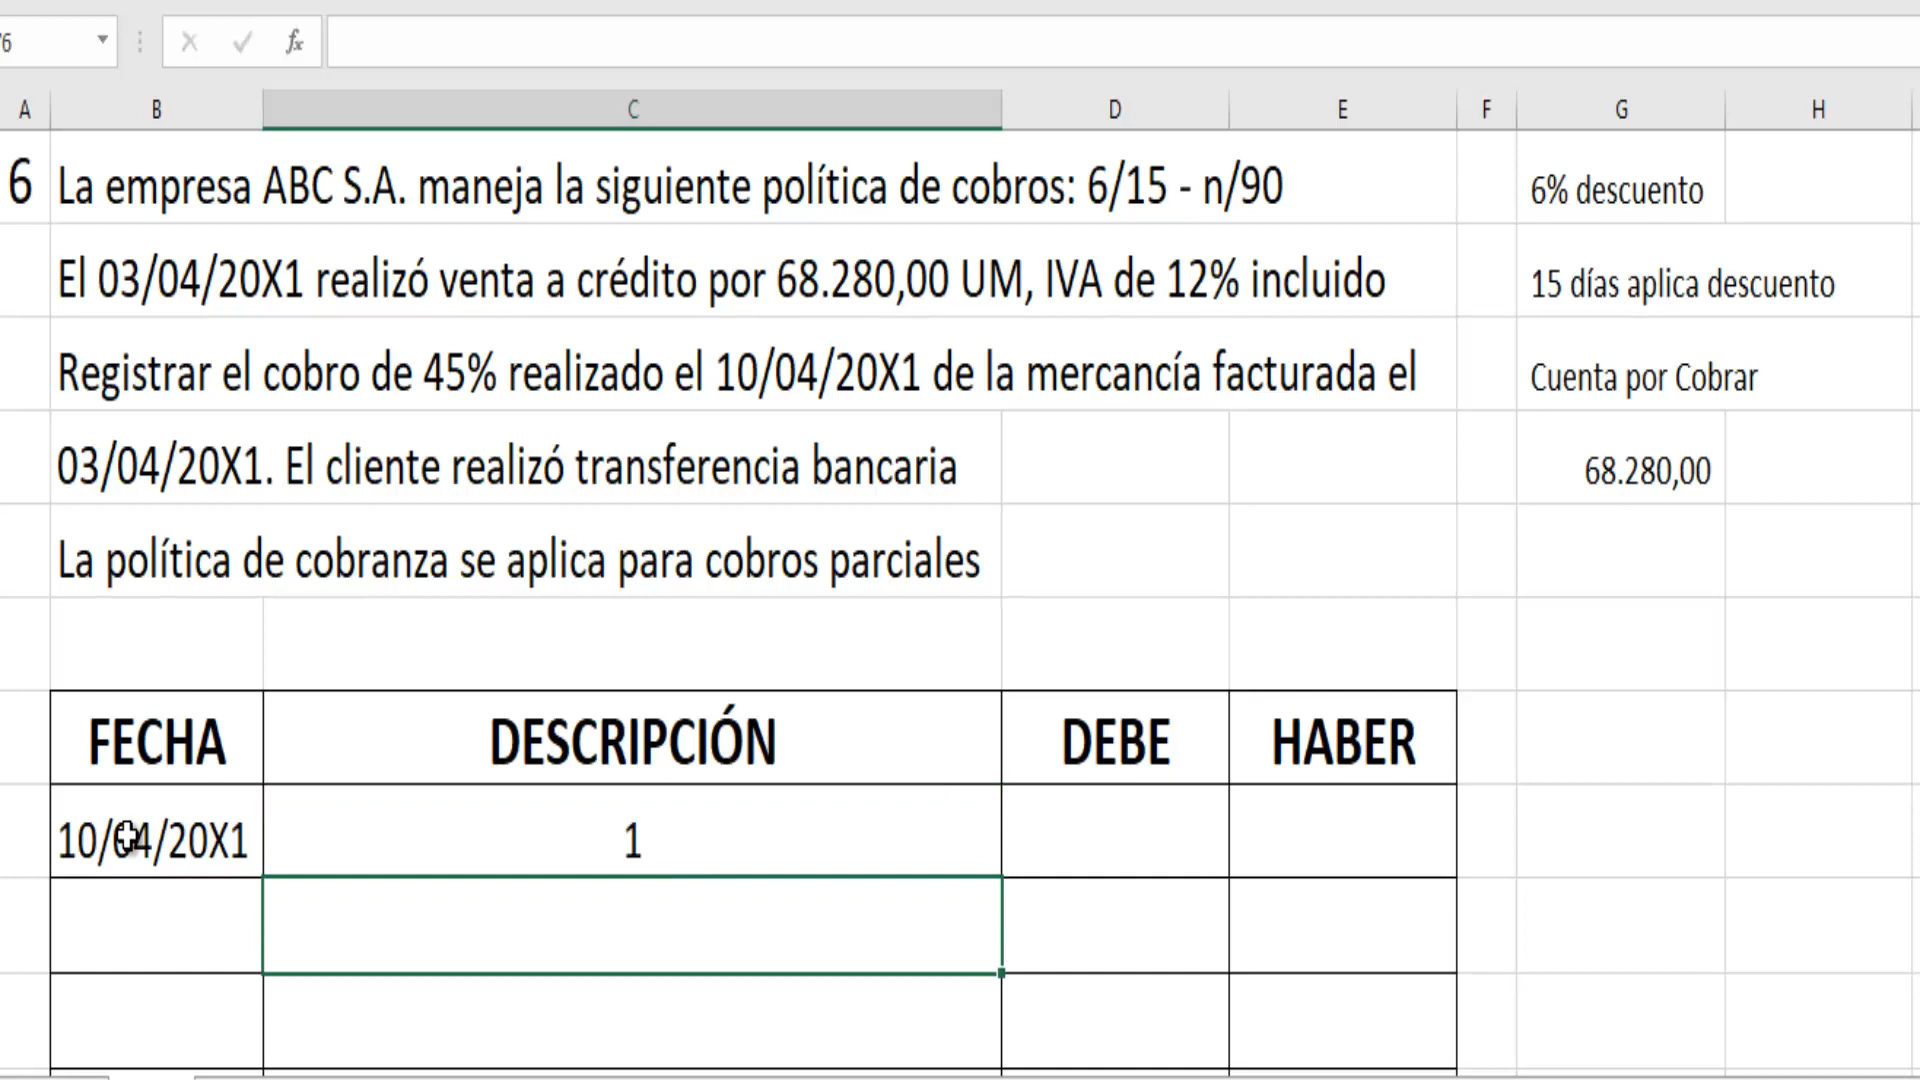 6
fx
A B C D E F G H
6 La empresa ABC S.A. maneja la siguiente política de cobros: 6/15 - n/90 6% descuento
El 03/04/20X1 realizó venta a crédito por 68.280,00 UM, IVA de 12% incluido 15 días aplica descuento
Registrar el cobro de 45% realizado el 10/04/20X1 de la mercancía facturada el Cuenta por Cobrar
03/04/20X1. El cliente realizó transferencia bancaria 68.280,00
La política de cobranza se aplica para cobros parciales
FECHA DESCRIPCIÓN DEBE HABER
10/04/20X1 1